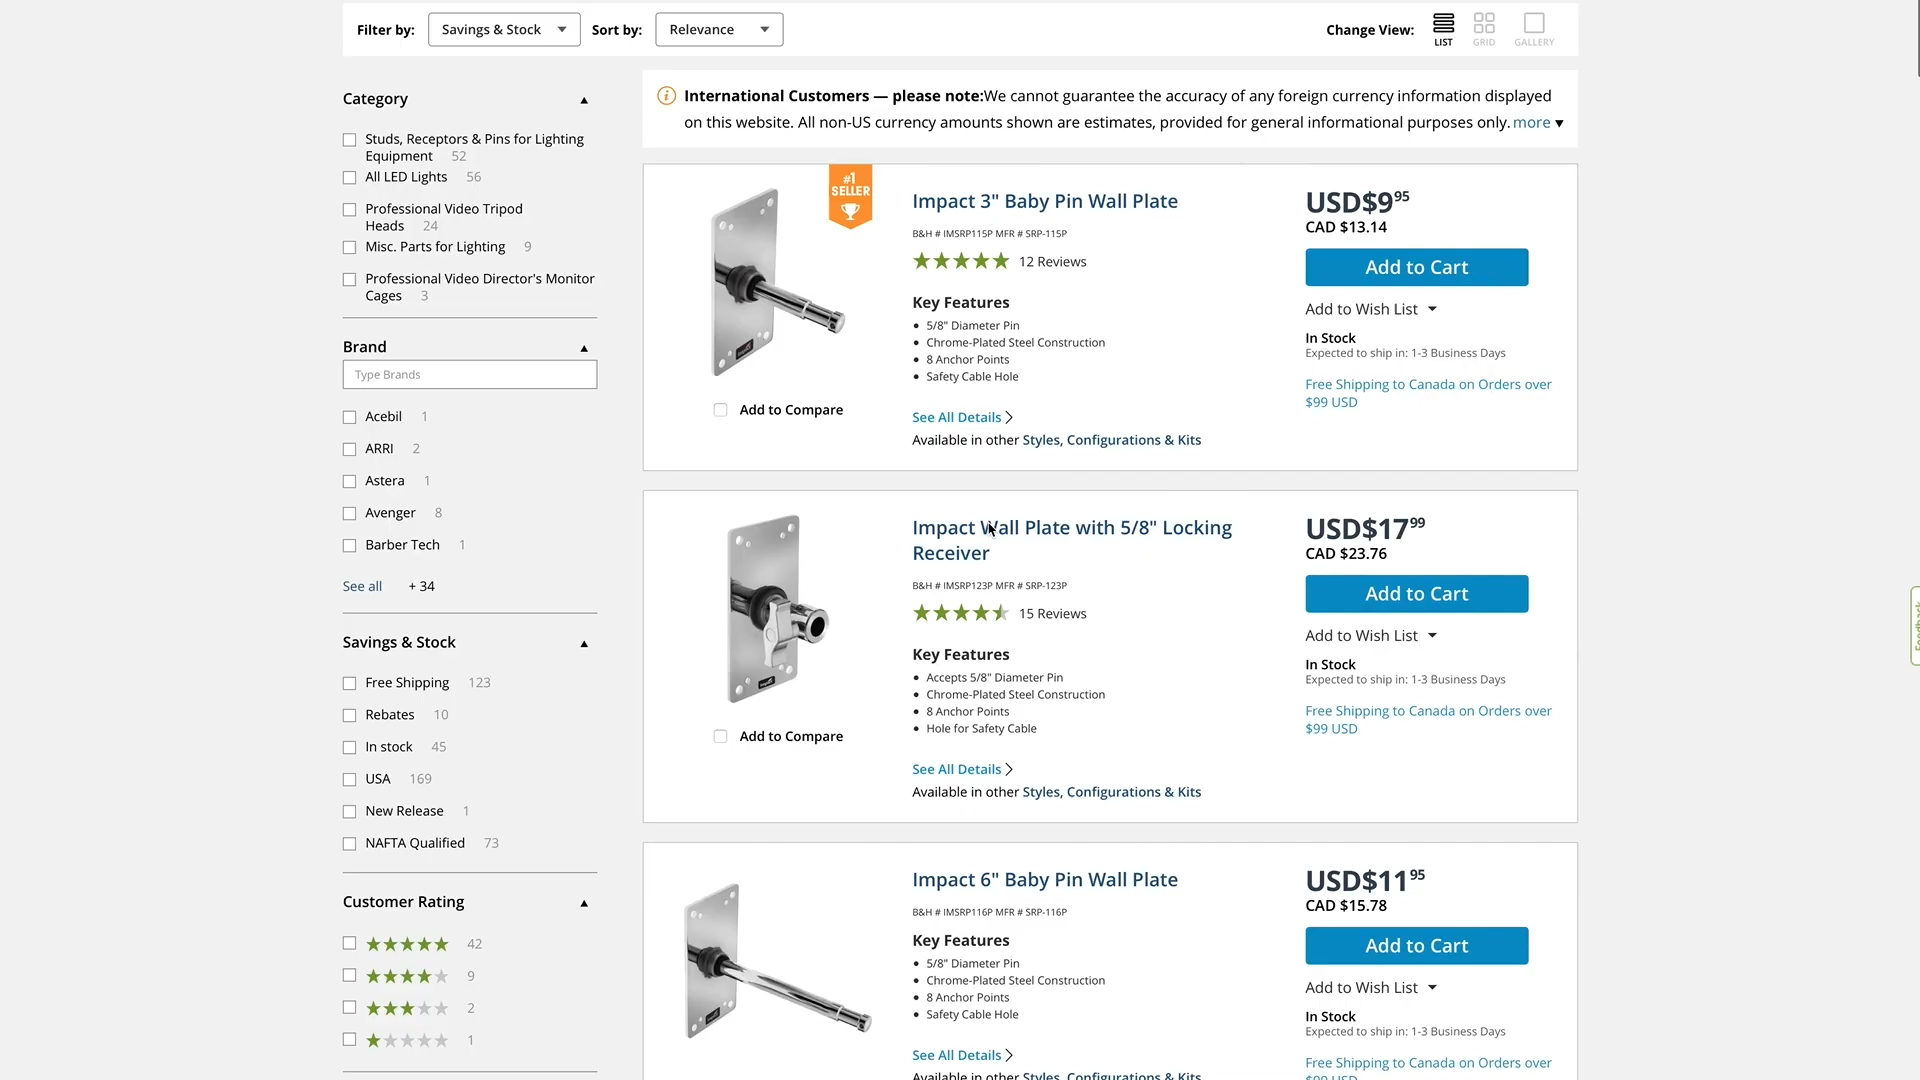 Filter by: Savings & Stock Sort by: Relevance Change View: LIST GRID GALLERY
Category
Studs, Receptors & Pins for Lighting
Equipment 52
All LED Lights 56
Professional Video Tripod
Heads 24
Misc. Parts for Lighting 9
Professional Video Director's Monitor
Cages 3
Brand
Type Brands
Acebil 1
ARRI 2
Astera 1
Avenger 8
Barber Tech 1
See all + 34
Savings & Stock
Free Shipping 123
Rebates 10
In stock 45
USA 169
New Release 1
NAFTA Qualified 73
Customer Rating
42
9
2
1
International Customers — please note:We cannot guarantee the accuracy of any foreign currency information displayed
on this website. All non-US currency amounts shown are estimates, provided for general informational purposes only. more
#1
SELLER
Add to Compare
Impact 3" Baby Pin Wall Plate
B&H # IMSRP115P MFR # SRP-115P
12 Reviews
Key Features
5/8" Diameter Pin
Chrome-Plated Steel Construction
8 Anchor Points
Safety Cable Hole
See All Details
Available in other Styles, Configurations & Kits
USD$9 95
CAD $13.14
Add to Cart
Add to Wish List
In Stock
Expected to ship in: 1-3 Business Days
Free Shipping to Canada on Orders over
$99 USD
Add to Compare
Impact Wall Plate with 5/8" Locking
Receiver
B&H # IMSRP123P MFR # SRP-123P
15 Reviews
Key Features
Accepts 5/8" Diameter Pin
Chrome-Plated Steel Construction
8 Anchor Points
Hole for Safety Cable
See All Details
Available in other Styles, Configurations & Kits
USD$17 99
CAD $23.76
Add to Cart
Add to Wish List
In Stock
Expected to ship in: 1-3 Business Days
Free Shipping to Canada on Orders over
$99 USD
Impact 6" Baby Pin Wall Plate
B&H # IMSRP116P MFR # SRP-116P
Key Features
5/8" Diameter Pin
Chrome-Plated Steel Construction
8 Anchor Points
Safety Cable Hole
See All Details
Available in other Styles, Configurations & Kits
USD$11 95
CAD $15.78
Add to Cart
Add to Wish List
In Stock
Expected to ship in: 1-3 Business Days
Free Shipping to Canada on Orders over
$99 USD